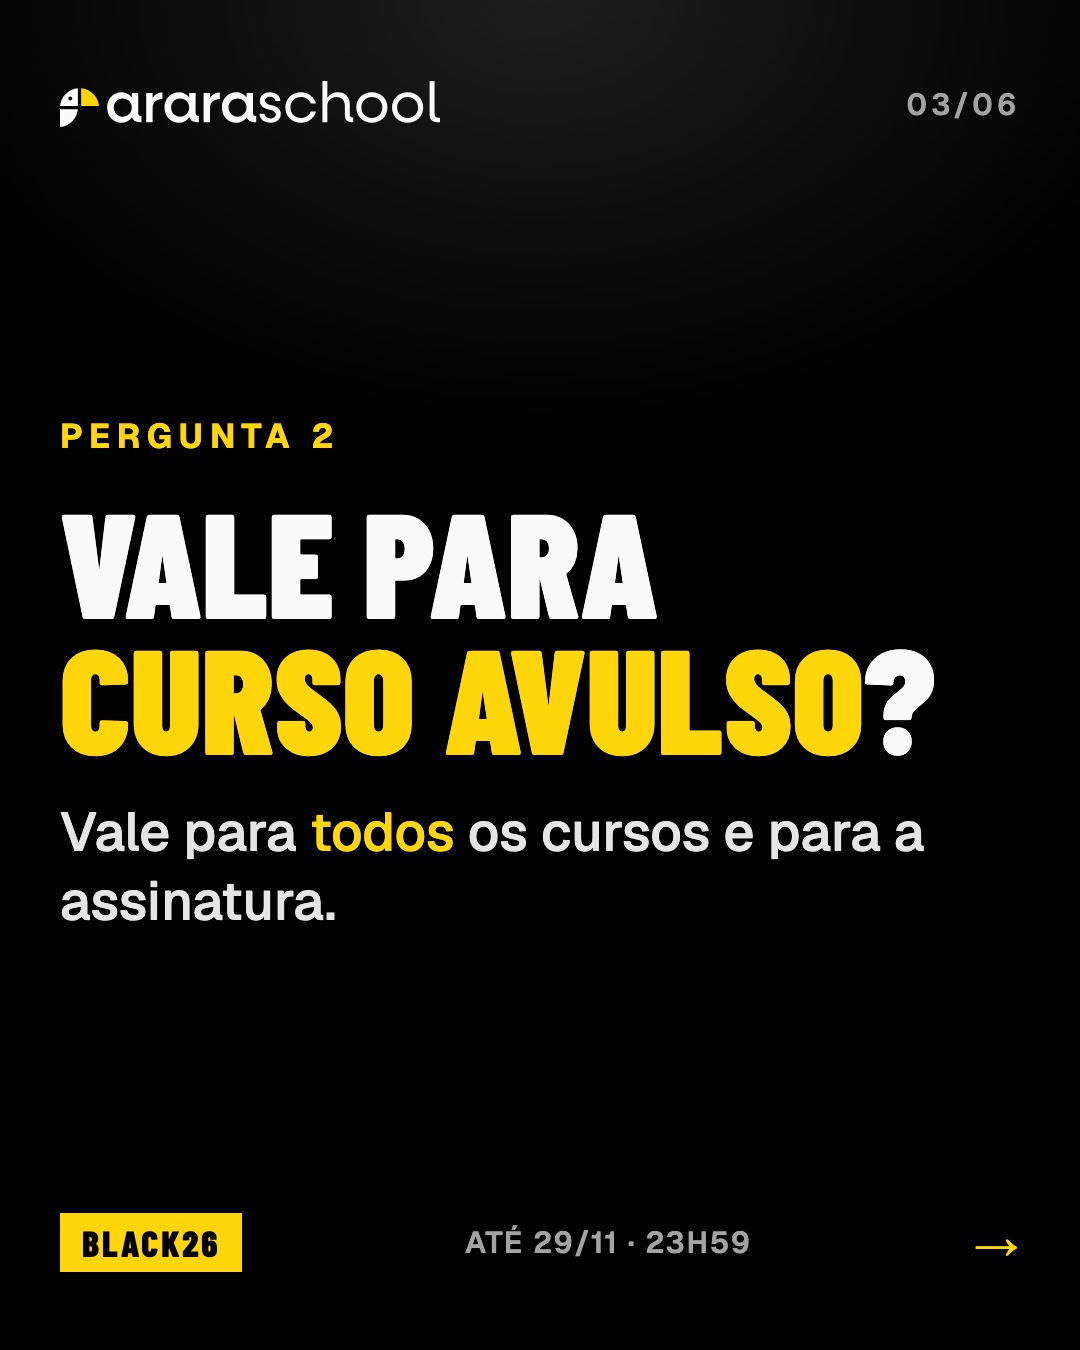 araraschool
03/06
PERGUNTA 2
VALE PARA
CURSO AVULSO?
Vale para todos os cursos e para a
assinatura.
BLACK26
ATÉ 29/11 · 23H59
→